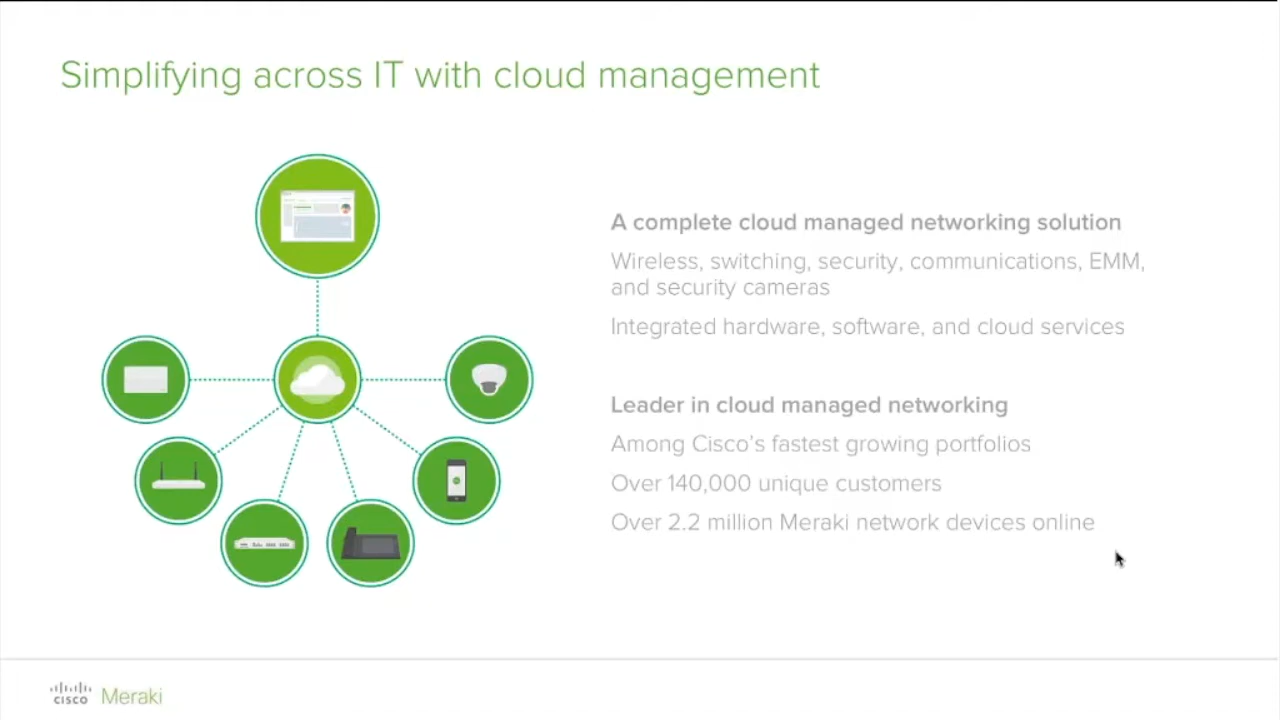 Simplifying across IT with cloud management
A complete cloud managed networking solution
Wireless, switching, security, communications, EMM,
and security cameras
Integrated hardware, software, and cloud services
Leader in cloud managed networking
Among Cisco’s fastest growing portfolios
Over 140,000 unique customers
Over 2.2 million Meraki network devices online
cisco Meraki